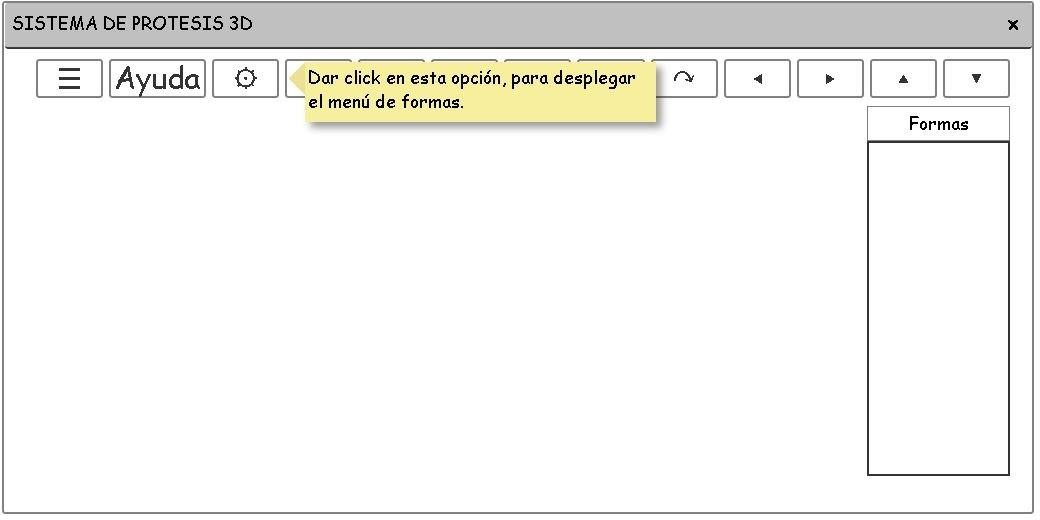 SISTEMA DE PROTESIS 3D
Ayuda
Dar click en esta opción, para desplegar
el menú de formas.
Formas